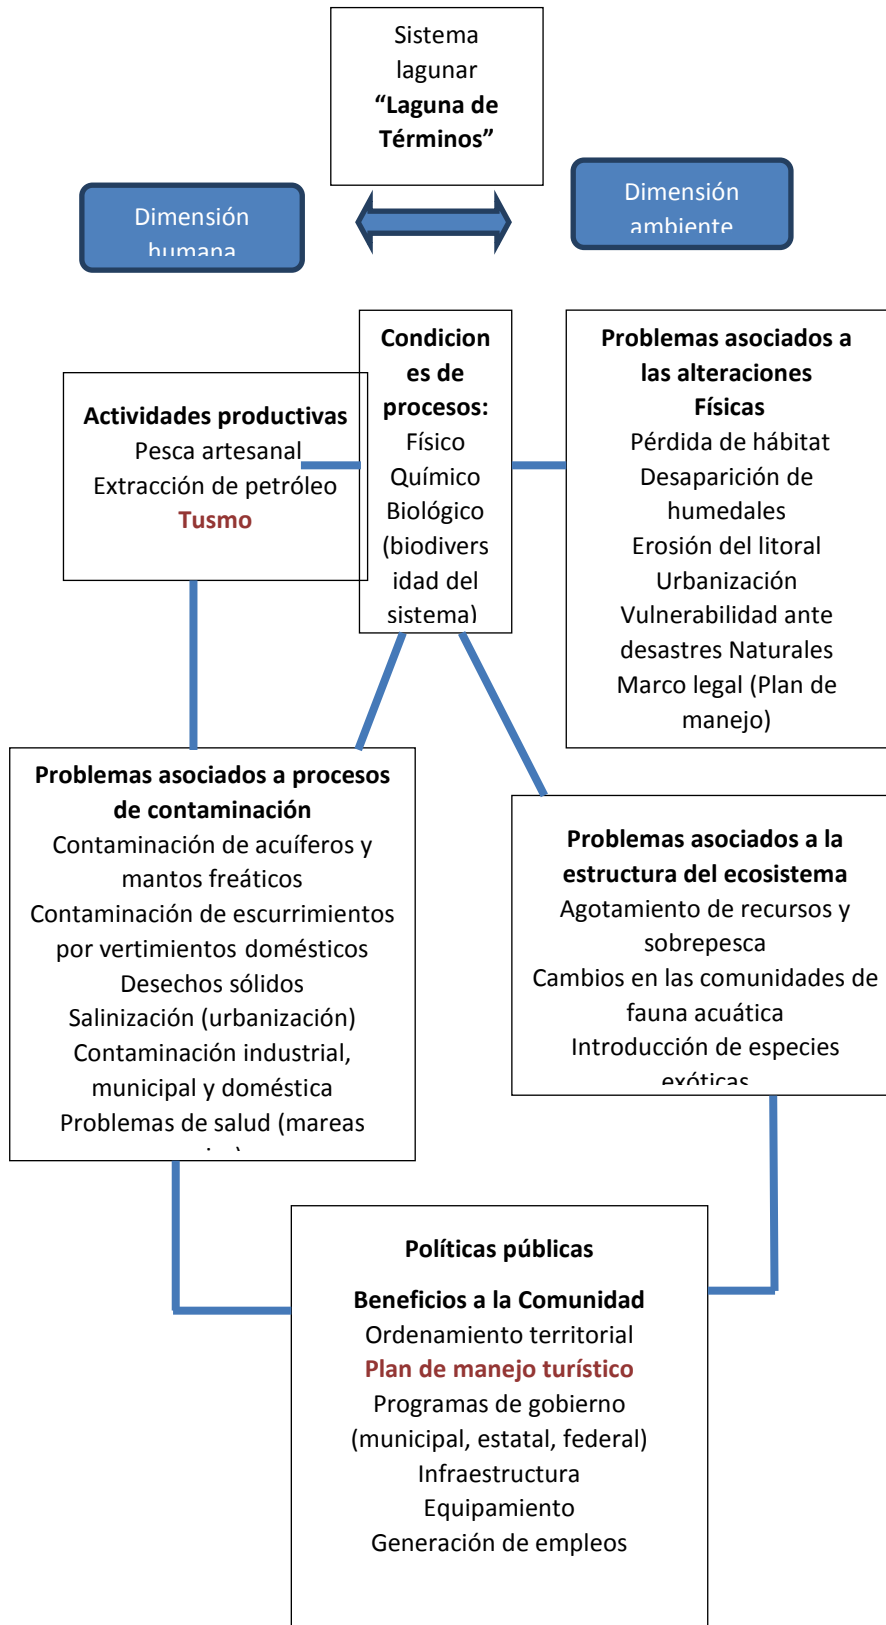 Sistema
lagunar
“Laguna de
Términos”
Dimensión
humana
Dimensión
ambiente
Actividades productivas
Pesca artesanal
Extracción de petróleo
Tusmo
Condicion
es de
procesos:
Físico
Químico
Biológico
(biodivers
idad del
sistema)
Problemas asociados a
las alteraciones
Físicas
Pérdida de hábitat
Desaparición de
humedales
Erosión del litoral
Urbanización
Vulnerabilidad ante
desastres Naturales
Marco legal (Plan de
manejo)
Problemas asociados a procesos
de contaminación
Contaminación de acuíferos y
mantos freáticos
Contaminación de escurrimientos
por vertimientos domésticos
Desechos sólidos
Salinización (urbanización)
Contaminación industrial,
municipal y doméstica
Problemas de salud (mareas
Problemas asociados a la
estructura del ecosistema
Agotamiento de recursos y
sobrepesca
Cambios en las comunidades de
fauna acuática
Introducción de especies
exóticas
Políticas públicas
Beneficios a la Comunidad
Ordenamiento territorial
Plan de manejo turístico
Programas de gobierno
(municipal, estatal, federal)
Infraestructura
Equipamiento
Generación de empleos